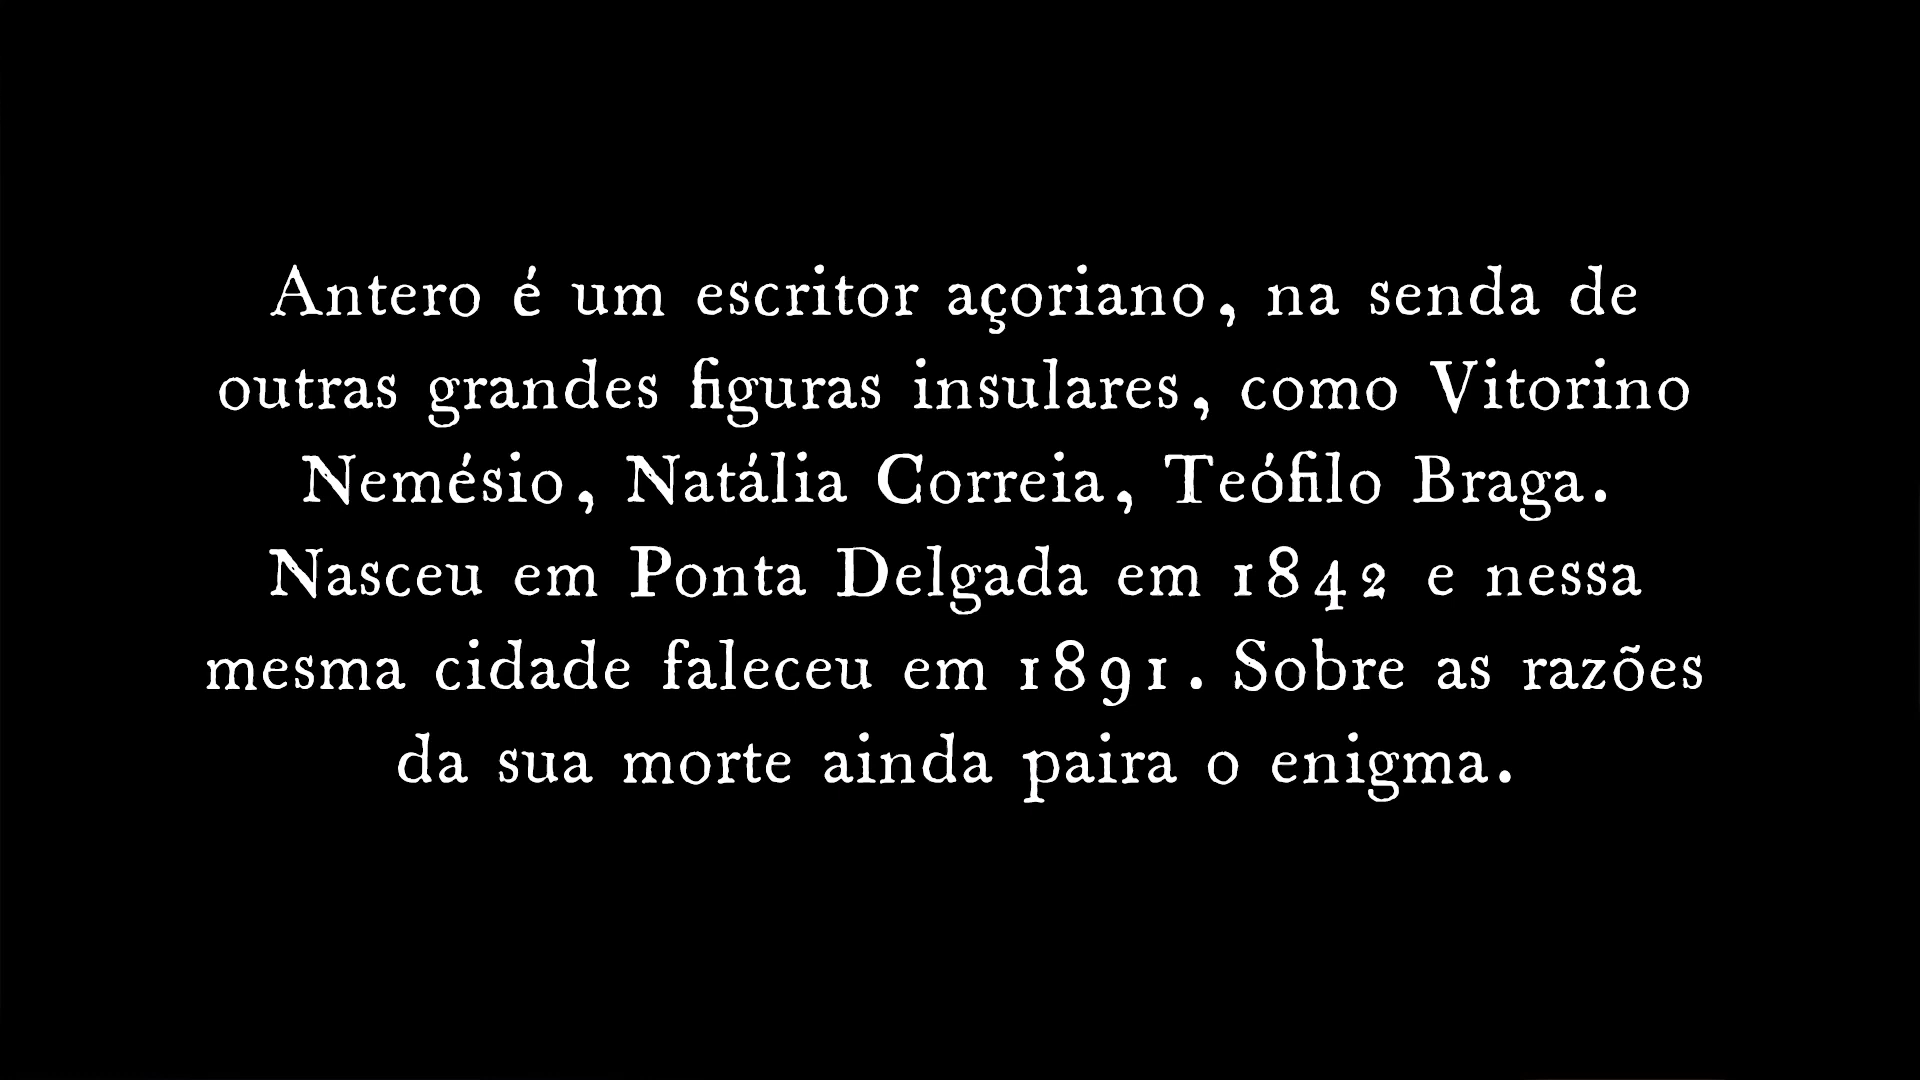 Antero é um escritor açoriano, na senda de
outras grandes figuras insulares, como Vitorino
Nemésio, Natália Correia, Teófilo Braga.
Nasceu em Ponta Delgada em 1842 e nessa
mesma cidade faleceu em 1891. Sobre as razões
da sua morte ainda paira o enigma.